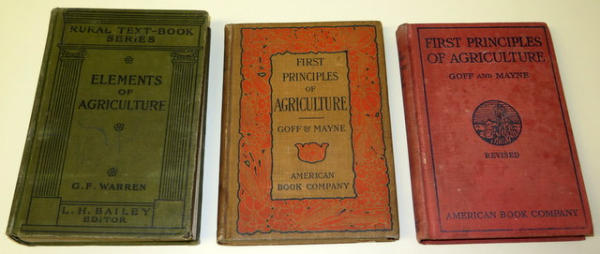 RURAL TEXT-BOOK
SERIES
ELEMENTS
OF
AGRICULTURE
G. F. WARREN
L. H. BAILEY
EDITOR
FIRST
PRINCIPLES
OF
AGRICULTURE
GOFF & MAYNE
AMERICAN
BOOK COMPANY
FIRST PRINCIPLES
OF AGRICULTURE
GOFF AND MAYNE
REVISED
AMERICAN BOOK COMPANY